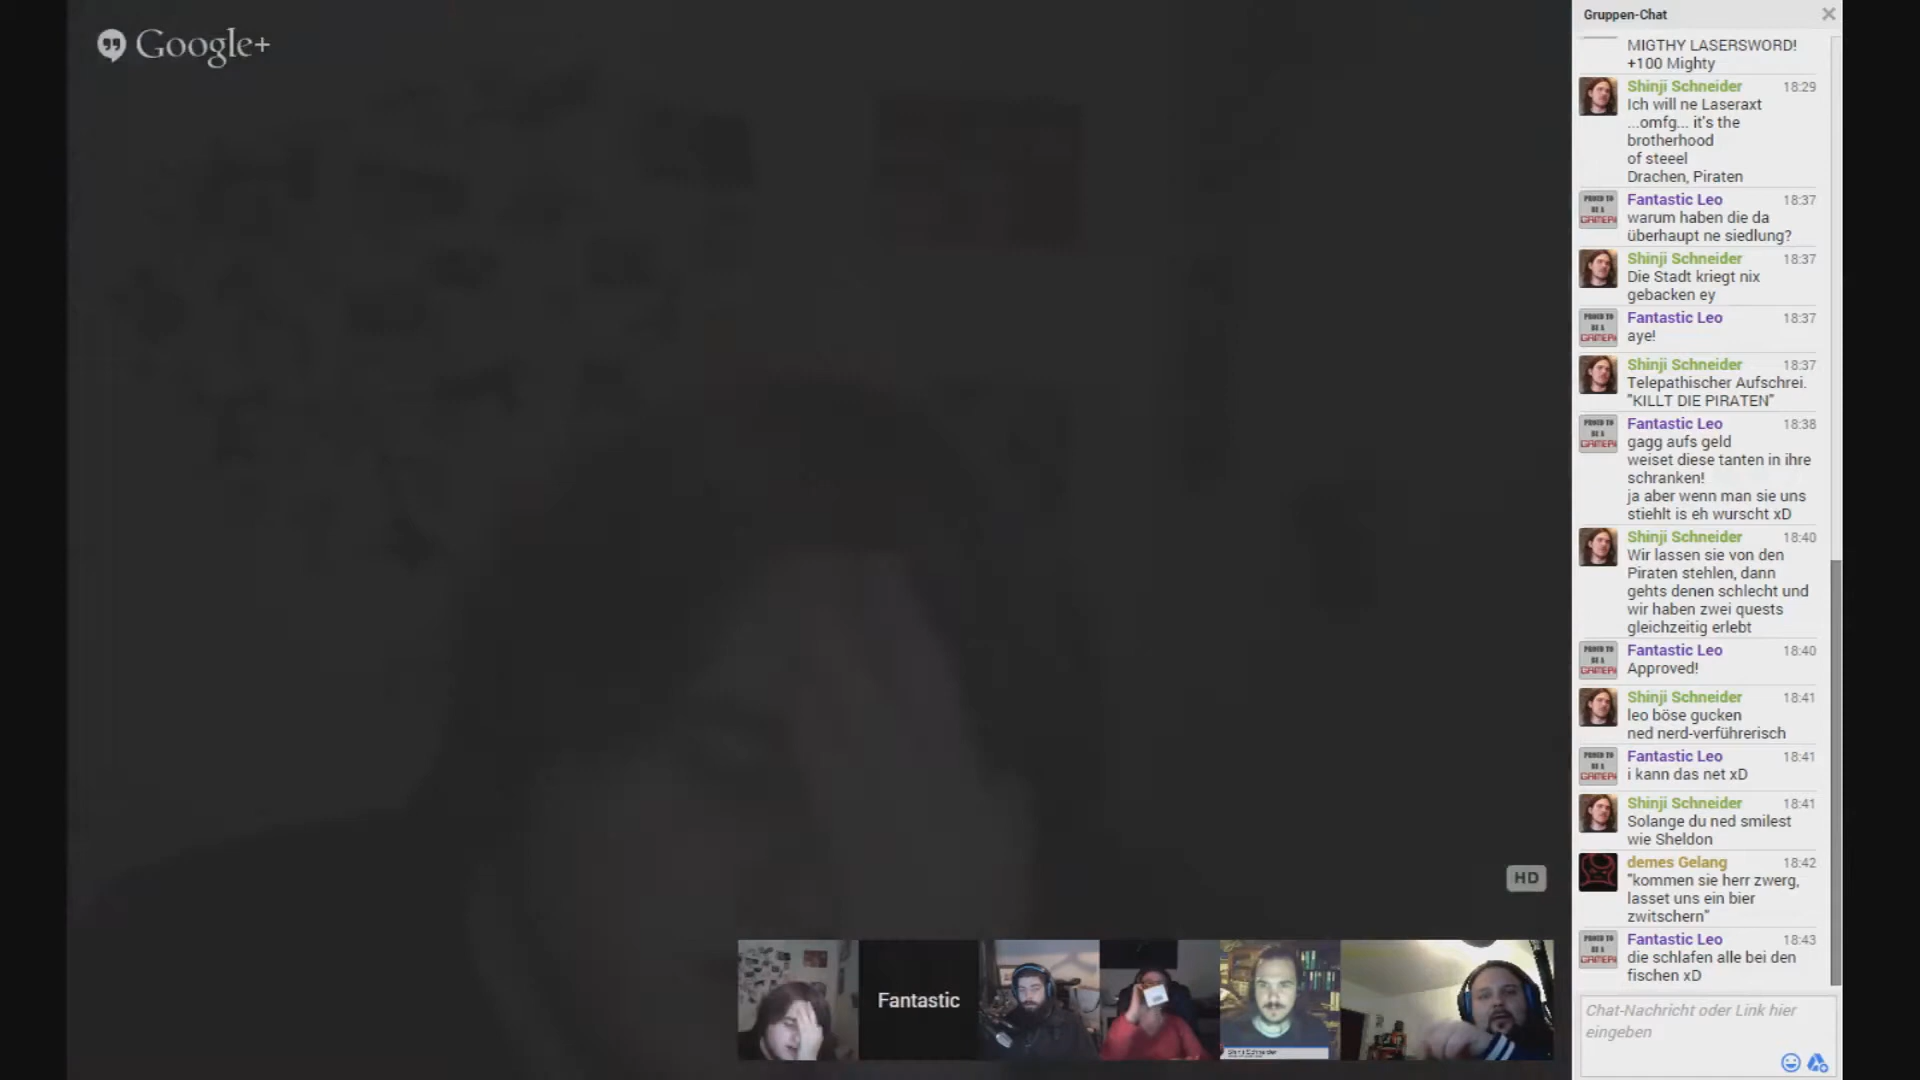 Google+
Gruppen-Chat
MIGTHY LASERSWORD!
+100 Mighty
Shinji Schneider 18:29
Ich will ne Laseraxt
...omfg... it's the
brotherhood
of steeel
Drachen, Piraten
Fantastic Leo 18:37
warum haben die da
überhaupt ne siedlung?
Shinji Schneider 18:37
Die Stadt kriegt nix
gebacken ey
Fantastic Leo 18:37
aye!
Shinji Schneider 18:37
Telepathischer Aufschrei.
"KILLT DIE PIRATEN"
Fantastic Leo 18:38
gagg aufs geld
weiset diese tanten in ihre
schranken!
ja aber wenn man sie uns
stiehlt is eh wurscht xD
Shinji Schneider 18:40
Wir lassen sie von den
Piraten stehlen, dann
gehts denen schlecht und
wir haben zwei quests
gleichzeitig erlebt
Fantastic Leo 18:40
Approved!
Shinji Schneider 18:41
leo böse gucken
ned nerd-verführerisch
Fantastic Leo 18:41
i kann das net xD
Shinji Schneider 18:41
Solange du ned smilest
wie Sheldon
demes Gelang 18:42
"kommen sie herr zwerg,
lasset uns ein bier
zwitschern"
Fantastic Leo 18:43
die schlafen alle bei den
fischen xD
Chat-Nachricht oder Link hier
eingeben
HD
Fantastic
Shinji Schneider